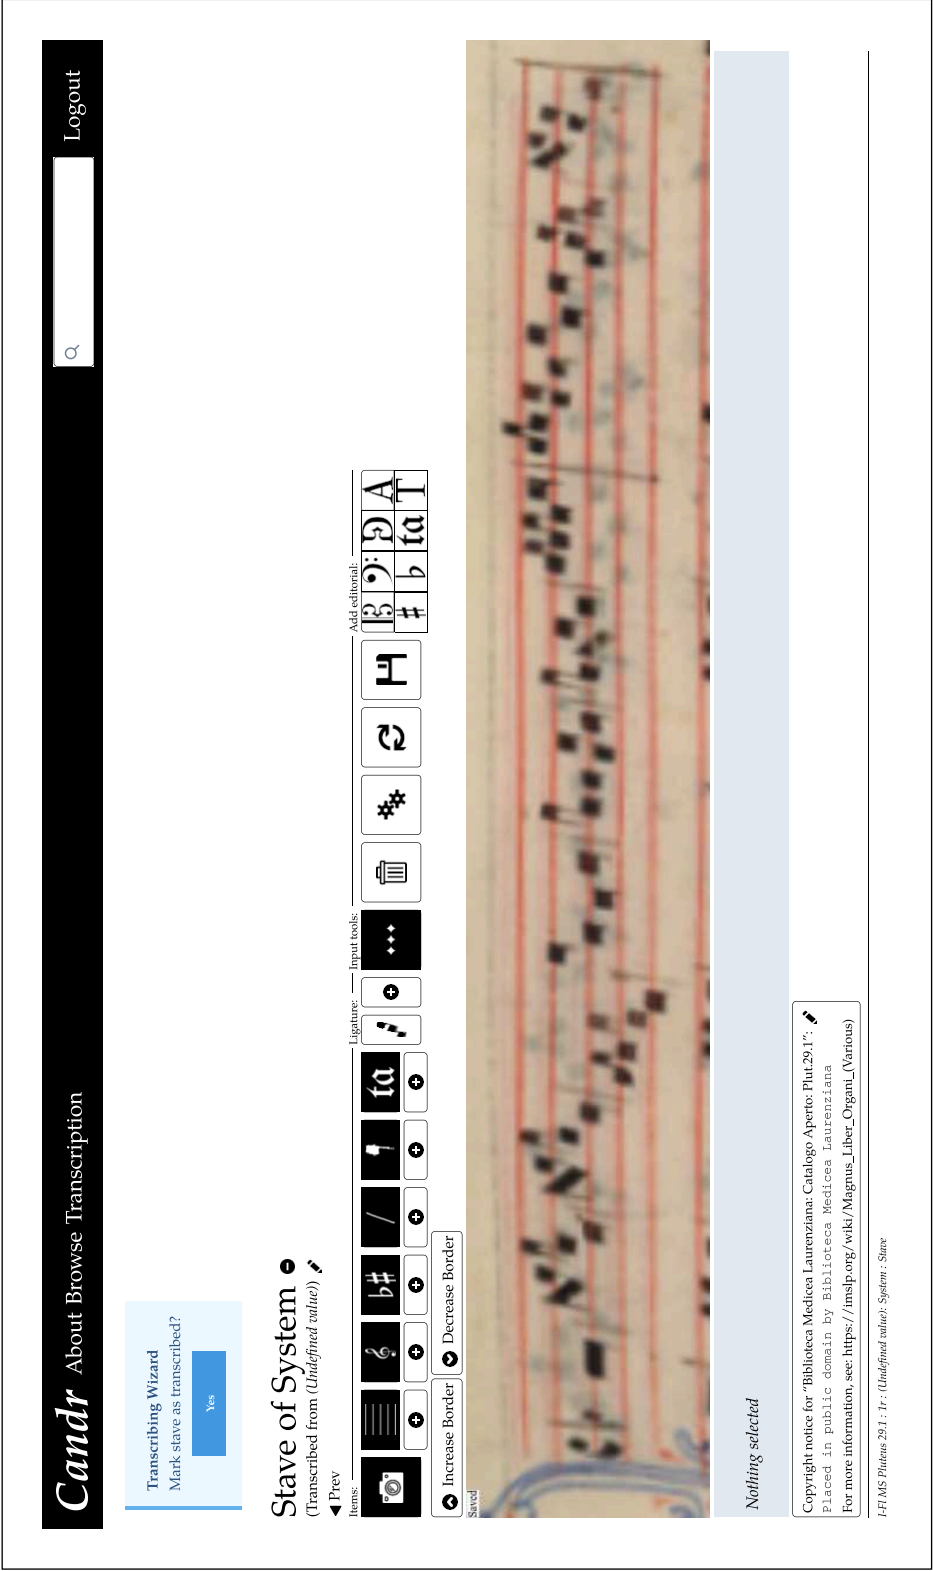 Candr About Browse Transcription Logout
Transcribing Wizard
Mark stave as transcribed?
Yes
Stave of System
(Transcribed from (Undefined value))
◀ Prev
Items: Ligature: Input tools: Add editorial:
♭♯ ta A
♯ ♭ ta T
Increase Border Decrease Border
Saved
Nothing selected
Copyright notice for "Biblioteca Medicea Laurenziana: Catalogo Aperto: Plut.29.1":
Placed in public domain by Biblioteca Medicea Laurenziana
For more information, see: https://imslp.org/wiki/Magnus_Liber_Organi_(Various)
I-Fl MS Pluteus 29.1 : 1r : (Undefined value): System : Stave